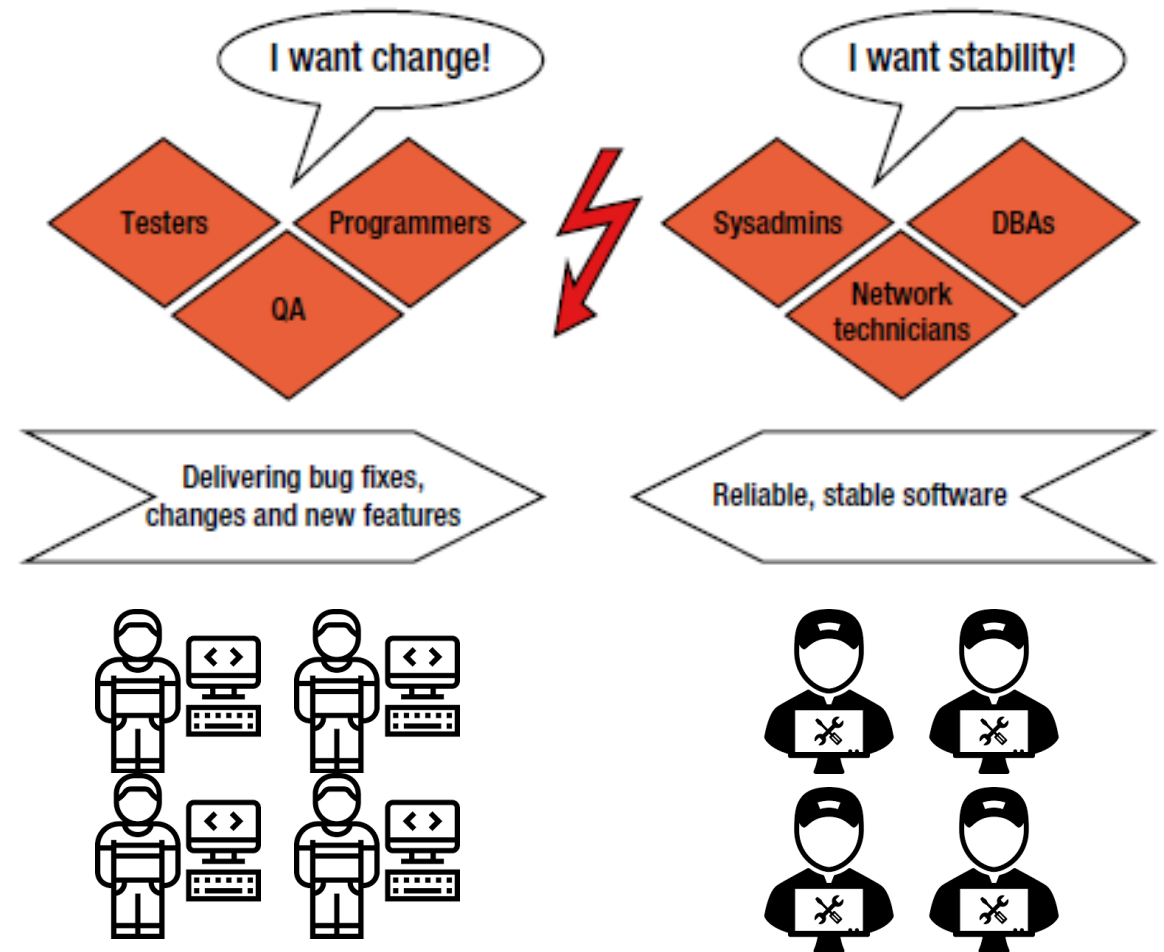 I want change!
I want stability!
Testers
Programmers
QA
Sysadmins
DBAs
Network
technicians
Delivering bug fixes,
changes and new features
Reliable, stable software
< >
< >
< >
< >